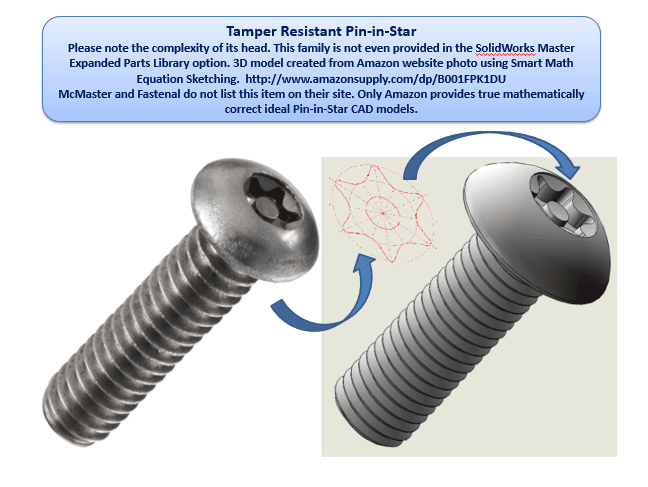 Tamper Resistant Pin-in-Star
Please note the complexity of its head. This family is not even provided in the SolidWorks Master
Expanded Parts Library option. 3D model created from Amazon website photo using Smart Math
Equation Sketching.  http://www.amazonsupply.com/dp/B001FPK1DU
McMaster and Fastenal do not list this item on their site. Only Amazon provides true mathematically
correct ideal Pin-in-Star CAD models.